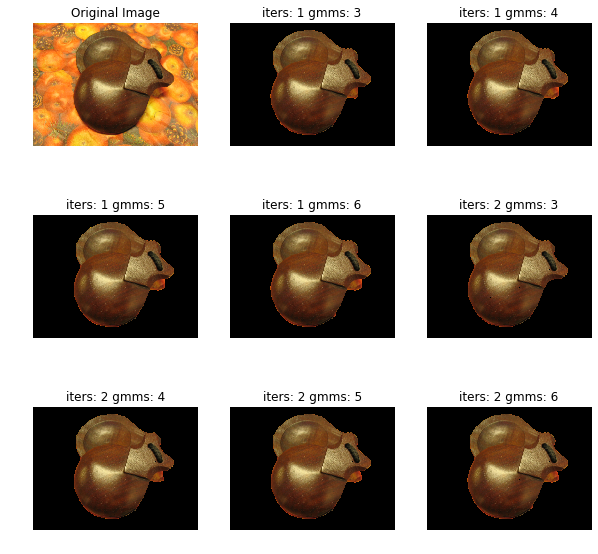 Original Image
iters: 1 gmms: 3
iters: 1 gmms: 4
iters: 1 gmms: 5
iters: 1 gmms: 6
iters: 2 gmms: 3
iters: 2 gmms: 4
iters: 2 gmms: 5
iters: 2 gmms: 6